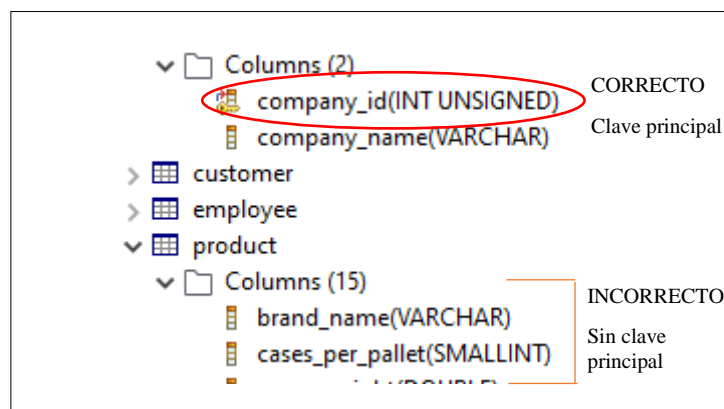 Columns (2)
company_id(INT UNSIGNED)
CORRECTO
Clave principal
company_name(VARCHAR)
customer
employee
product
Columns (15)
INCORRECTO
brand_name(VARCHAR)
Sin clave
principal
cases_per_pallet(SMALLINT)